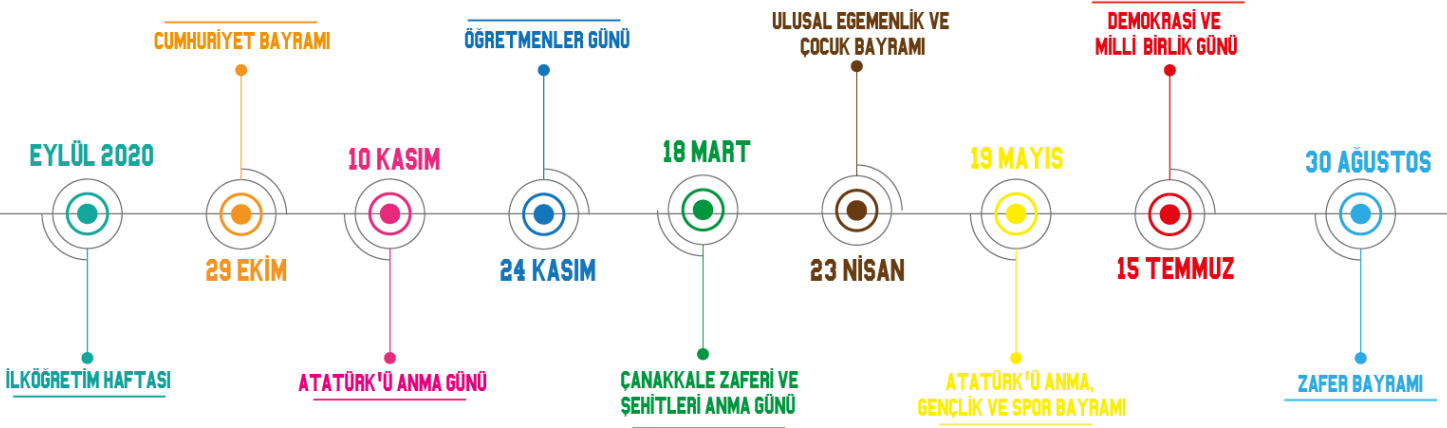 EYLÜL 2020
İLKÖĞRETİM HAFTASI
CUMHURİYET BAYRAMI
29 EKİM
10 KASIM
ATATÜRK'Ü ANMA GÜNÜ
ÖĞRETMENLER GÜNÜ
24 KASIM
18 MART
ÇANAKKALE ZAFERİ VE
ŞEHİTLERİ ANMA GÜNÜ
ULUSAL EGEMENLİK VE
ÇOCUK BAYRAMI
23 NİSAN
19 MAYIS
ATATÜRK'Ü ANMA,
GENÇLİK VE SPOR BAYRAMI
DEMOKRASİ VE
MİLLİ BİRLİK GÜNÜ
15 TEMMUZ
30 AĞUSTOS
ZAFER BAYRAMI